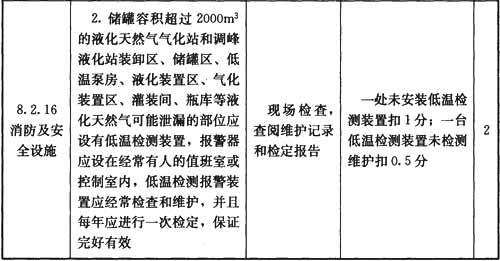 8.2.16
消防及安
全设施
2. 储罐容积超过 2000m³
的液化天然气气化站和调峰
液化站装卸区、储罐区、低
温泵房、液化装置区、气化
装置区、灌装间、瓶库等液
化天然气可能泄漏的部位应
设有低温检测装置，报警器
应设在经常有人的值班室或
控制室内，低温检测报警装
置应经常检查和维护，并且
每年应进行一次检定，保证
完好有效
现场检查，
查阅维护记录
和检定报告
一处未安装低温检
测装置扣 1 分；一台
低温检测装置未检测
维护扣 0.5 分
2